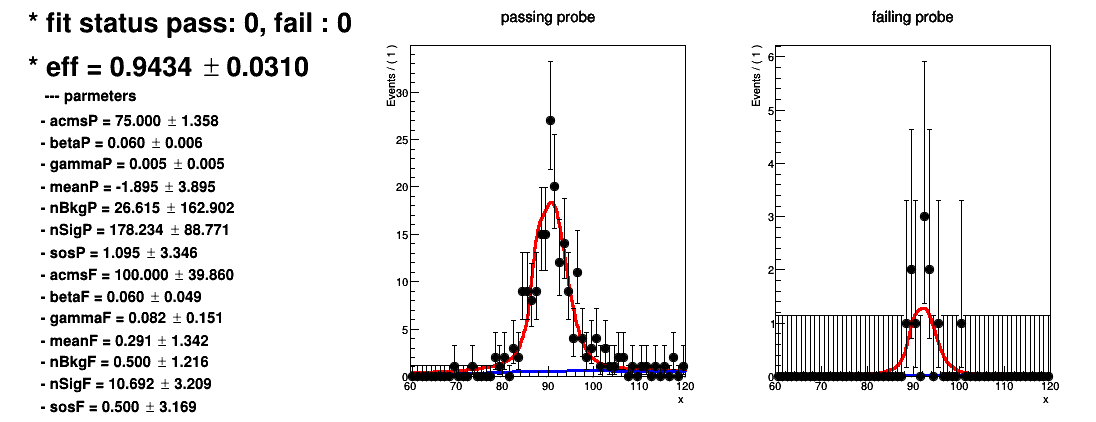 * fit status pass: 0, fail : 0
* eff = 0.9434 ± 0.0310
--- parmeters
- acmsP = 75.000 ± 1.358
- betaP = 0.060 ± 0.006
- gammaP = 0.005 ± 0.005
- meanP = -1.895 ± 3.895
- nBkgP = 26.615 ± 162.902
- nSigP = 178.234 ± 88.771
- sosP = 1.095 ± 3.346
- acmsF = 100.000 ± 39.860
- betaF = 0.060 ± 0.049
- gammaF = 0.082 ± 0.151
- meanF = 0.291 ± 1.342
- nBkgF = 0.500 ± 1.216
- nSigF = 10.692 ± 3.209
- sosF = 0.500 ± 3.169
passing probe
Events / ( 1 )
30
25
20
15
10
5
0
60 70 80 90 100 110 120
x
failing probe
Events / ( 1 )
6
5
4
3
2
1
0
60 70 80 90 100 110 120
x